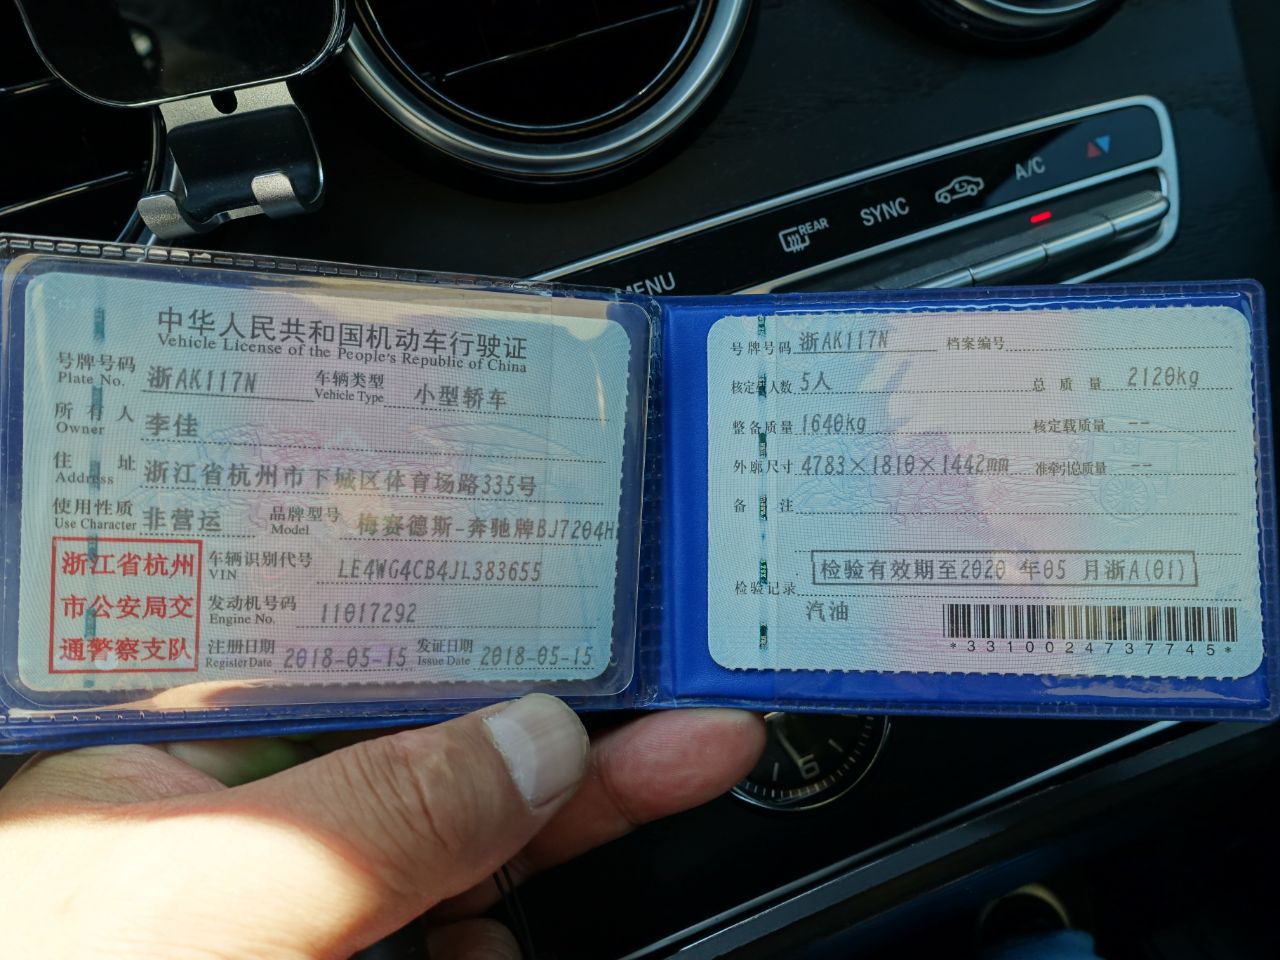 REAR
SYNC
A/C
MENU
中华人民共和国机动车行驶证
Vehicle License of the People's Republic of China
号牌号码 浙AK117N 车辆类型 小型轿车
Plate No. Vehicle Type
所有人 李佳
Owner
住址 浙江省杭州市下城区体育场路335号
Address
使用性质 非营运 品牌型号 梅赛德斯-奔驰牌BJ7204H
Use Character Model
浙江省杭州
市公安局交
通警察支队
车辆识别代号 LE4WG4CB4JL383655
VIN
发动机号码 11017292
Engine No.
注册日期 2018-05-15 发证日期 2018-05-15
Register Date Issue Date
号牌号码 浙AK117N 档案编号
核定载人数 5人 总质量 2120kg
整备质量 1640kg 核定载质量 --
外廓尺寸 4783×1810×1442mm 准牵引总质量 --
备注
检验记录 检验有效期至2020 年05 月浙A(01)
汽油
*3310024737745*
6